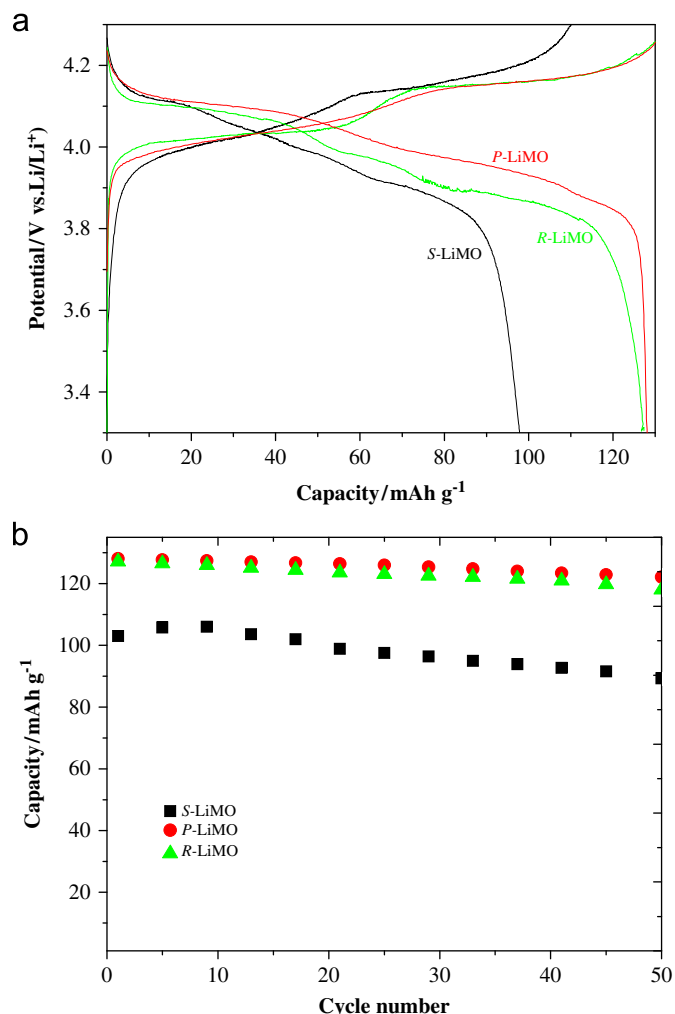 a
4.2
4.0
3.8
3.6
3.4
Potential/V vs.Li/Li⁺
P-LiMO
R-LiMO
S-LiMO
0 20 40 60 80 100 120
Capacity/mAh g⁻¹
b
120
100
80
60
40
20
Capacity/mAh g⁻¹
S-LiMO
P-LiMO
R-LiMO
0 10 20 30 40 50
Cycle number